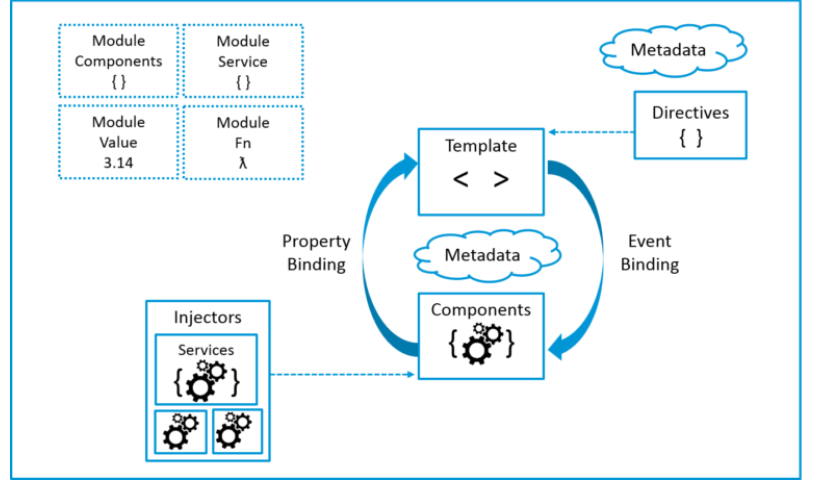 Module
Components
{ }
Module
Service
{ }
Module
Value
3.14
Module
Fn
λ
Metadata
Directives
{ }
Template
< >
Property
Binding
Metadata
Event
Binding
Components
{ }
Injectors
Services
{ }